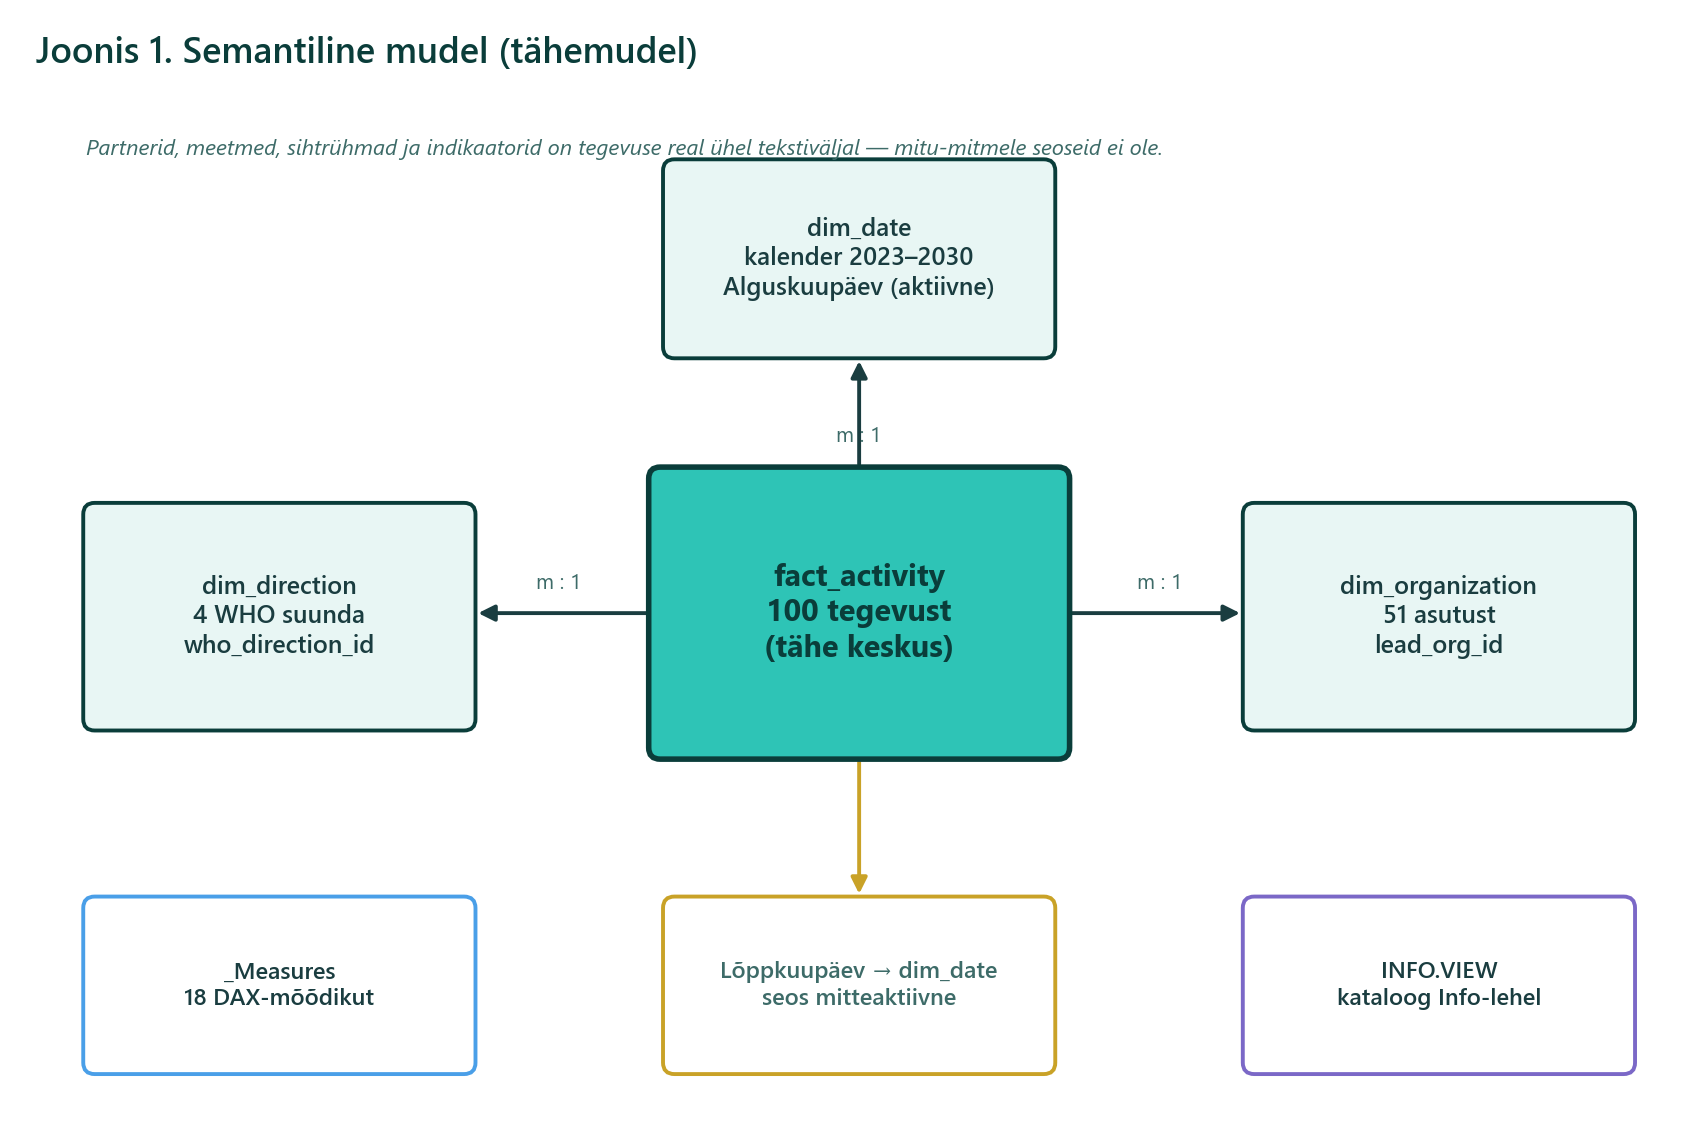 Joonis 1. Semantiline mudel (tähemudel)
Partnerid, meetmed, sihtrühmad ja indikaatorid on tegevuse real ühel tekstiväljal — mitu-mitmele seoseid ei ole.
dim_date
kalender 2023–2030
Alguskuupäev (aktiivne)
m : 1
dim_direction
4 WHO suunda
who_direction_id
m : 1
fact_activity
100 tegevust
(tähe keskus)
m : 1
dim_organization
51 asutust
lead_org_id
_Measures
18 DAX-mõõdikut
Lõppkuupäev → dim_date
seos mitteaktiivne
INFO.VIEW
kataloog Info-lehel